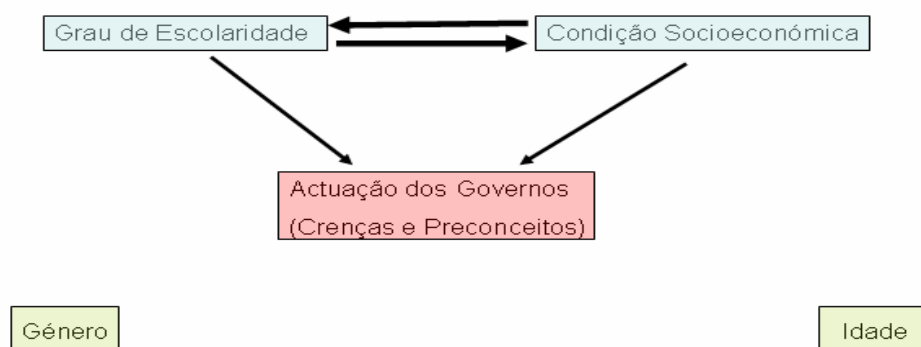 Grau de Escolaridade
Condição Socioeconómica
Actuação dos Governos
(Crenças e Preconceitos)
Género
Idade